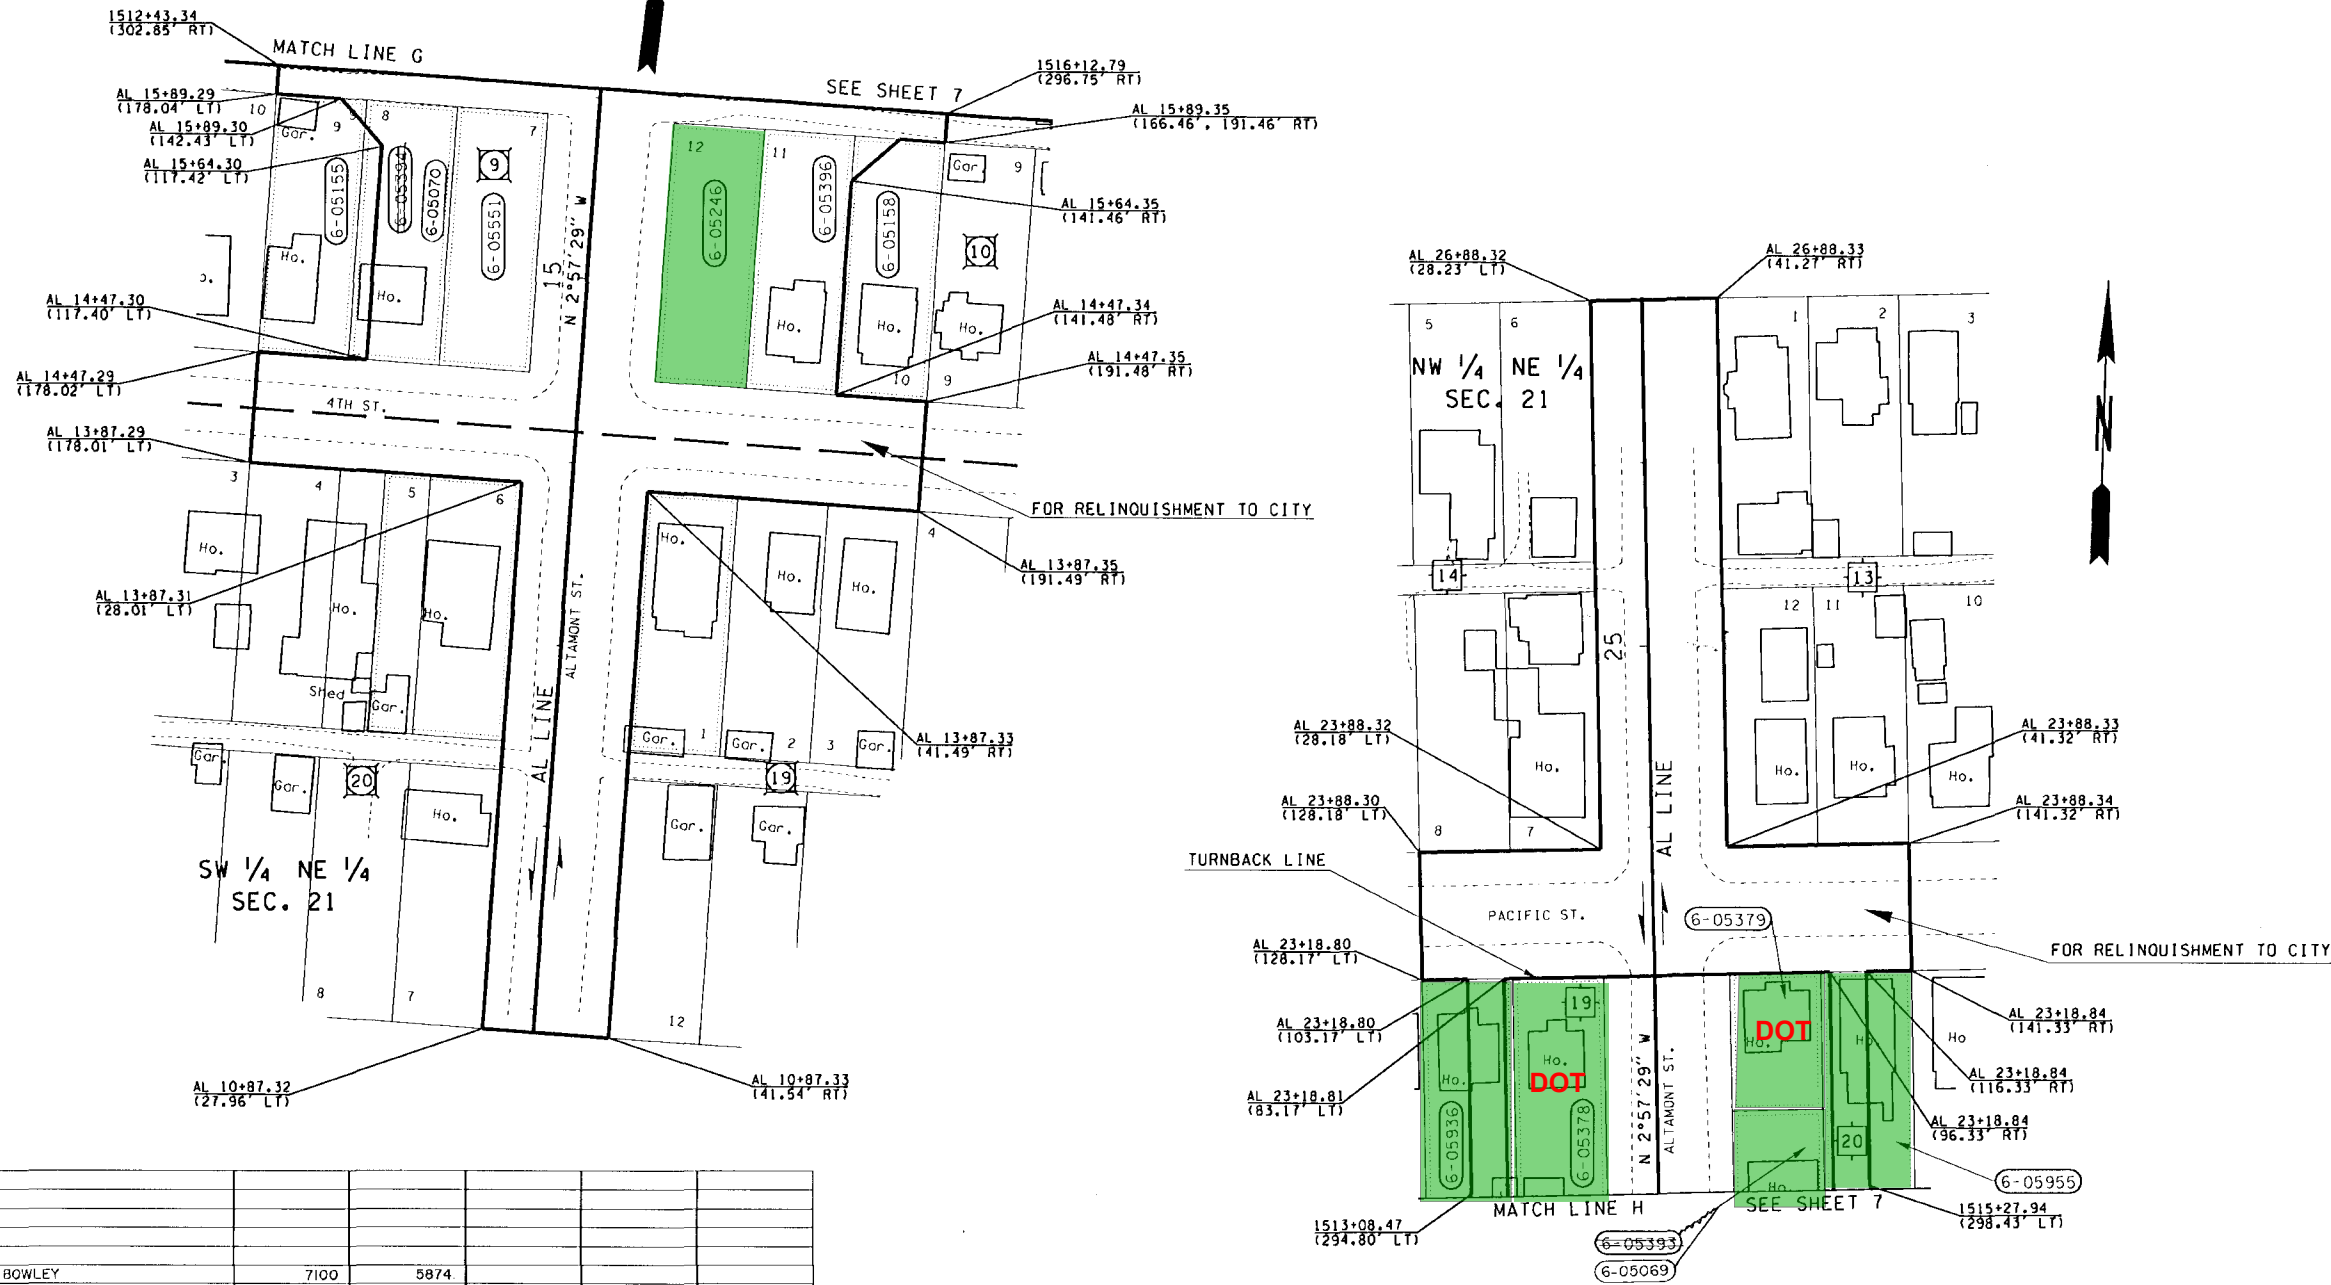 1512+43.34
(302.85' RT)
MATCH LINE G
SEE SHEET 7
1516+12.79
(296.75' RT)
AL 15+89.29
(178.04' LT)
AL 15+89.30
(142.43' LT)
AL 15+64.30
(117.42' LT)
AL 15+89.35
(166.46', 191.46' RT)
AL 15+64.35
(141.46' RT)
10
Gar.
9
9
8
7
9
6-05155
6-05394
6-05070
6-05551
Ho.
Ho.
15
N 2°57'29" W
12
11
6-05246
6-05396
6-05158
Gar
9
10
Ho.
Ho.
Ho.
10
9
AL 14+47.30
(117.40' LT)
AL 14+47.29
(178.02' LT)
AL 14+47.34
(141.48' RT)
AL 14+47.35
(191.48' RT)
4TH ST.
AL 13+87.29
(178.01' LT)
FOR RELINQUISHMENT TO CITY
AL 13+87.35
(191.49' RT)
AL 13+87.31
(28.01' LT)
3
4
5
6
Ho.
Ho.
Ho.
Shed
Gar.
Ho.
Ho.
Ho.
4
ALTAMONT ST.
AL LINE
Gar.
1
Gar.
2
3
Gar.
AL 13+87.33
(41.49' RT)
Gar.
Gar.
20
Ho.
19
Gar.
Gar.
SW 1/4 NE 1/4
SEC. 21
8
7
12
AL 10+87.32
(27.96' LT)
AL 10+87.33
(41.54' RT)
BOWLEY 7100 5874
AL 26+88.32
(28.23' LT)
AL 26+88.33
(41.27' RT)
5
6
1
2
3
NW 1/4 NE 1/4
SEC. 21
N
14
13
25
12
11
10
AL 23+88.32
(28.18' LT)
AL 23+88.33
(41.32' RT)
Ho.
Ho.
Ho.
Ho.
AL LINE
AL 23+88.30
(128.18' LT)
AL 23+88.34
(141.32' RT)
8
7
TURNBACK LINE
PACIFIC ST.
6-05379
AL 23+18.80
(128.17' LT)
FOR RELINQUISHMENT TO CITY
AL 23+18.80
(103.17' LT)
AL 23+18.84
(141.33' RT)
19
DOT
Ho.
Ho
Ho
AL 23+18.84
(116.33' RT)
AL 23+18.81
(83.17' LT)
Ho.
Ho.
DOT
AL 23+18.84
(96.33' RT)
6-05936
6-05378
N 2°57'29" W
ALTAMONT ST.
20
6-05955
Ho
MATCH LINE H
SEE SHEET 7
1513+08.47
(294.80' LT)
1515+27.94
(298.43' LT)
6-05393
6-05069